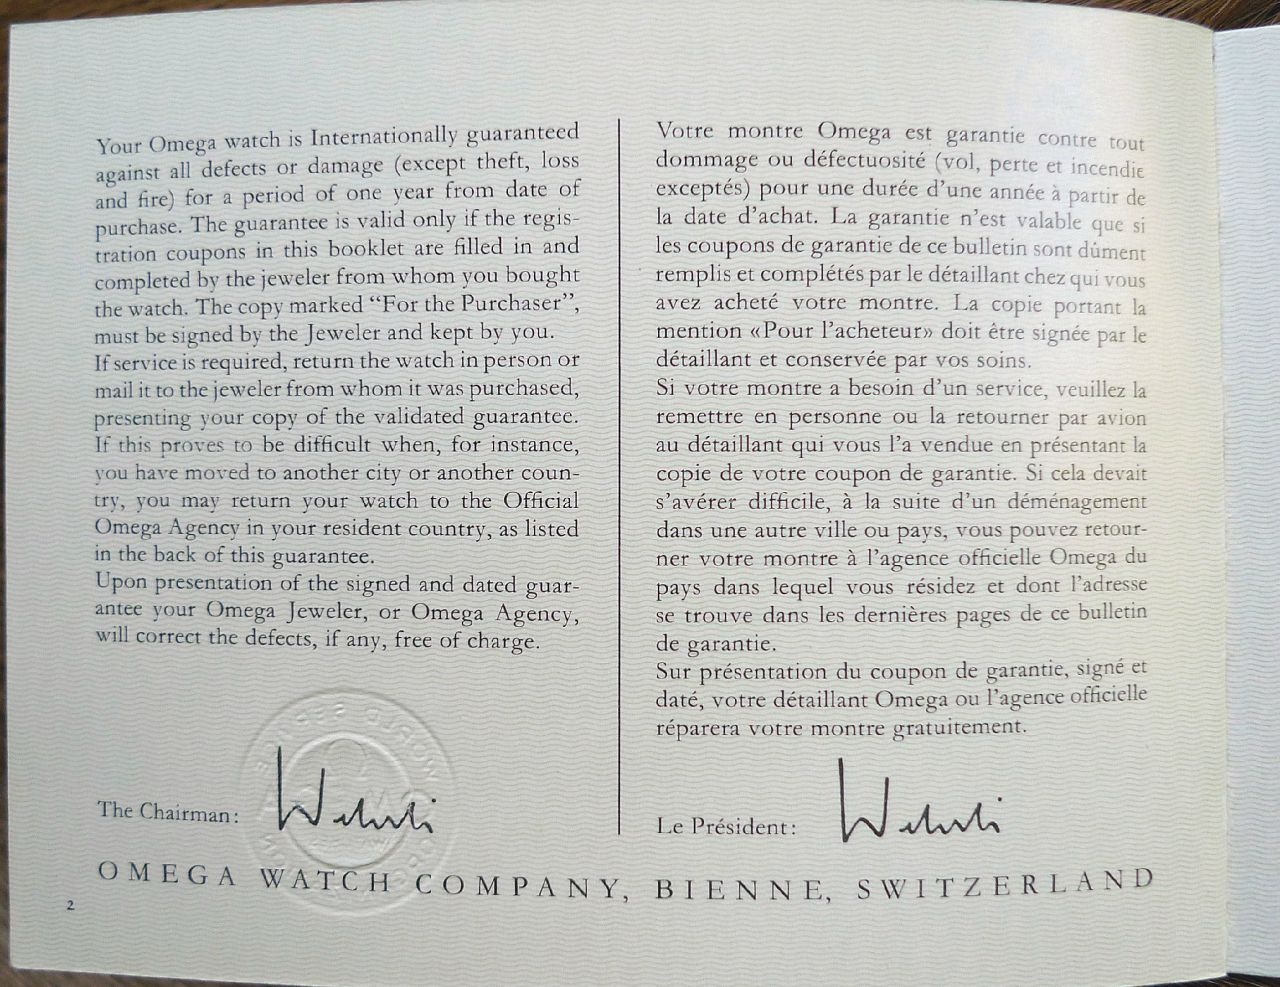 Your Omega watch is Internationally guaranteed
against all defects or damage (except theft, loss
and fire) for a period of one year from date of
purchase. The guarantee is valid only if the regis-
tration coupons in this booklet are filled in and
completed by the jeweler from whom you bought
the watch. The copy marked “For the Purchaser”,
must be signed by the Jeweler and kept by you.
If service is required, return the watch in person or
mail it to the jeweler from whom it was purchased,
presenting your copy of the validated guarantee.
If this proves to be difficult when, for instance,
you have moved to another city or another coun-
try, you may return your watch to the Official
Omega Agency in your resident country, as listed
in the back of this guarantee.
Upon presentation of the signed and dated guar-
antee your Omega Jeweler, or Omega Agency,
will correct the defects, if any, free of charge.
The Chairman:
Votre montre Omega est garantie contre tout
dommage ou défectuosité (vol, perte et incendie
exceptés) pour une durée d’une année à partir de
la date d’achat. La garantie n’est valable que si
les coupons de garantie de ce bulletin sont dûment
remplis et complétés par le détaillant chez qui vous
avez acheté votre montre. La copie portant la
mention «Pour l’acheteur» doit être signée par le
détaillant et conservée par vos soins.
Si votre montre a besoin d’un service, veuillez la
remettre en personne ou la retourner par avion
au détaillant qui vous l’a vendue en présentant la
copie de votre coupon de garantie. Si cela devait
s’avérer difficile, à la suite d’un déménagement
dans une autre ville ou pays, vous pouvez retour-
ner votre montre à l’agence officielle Omega du
pays dans lequel vous résidez et dont l’adresse
se trouve dans les dernières pages de ce bulletin
de garantie.
Sur présentation du coupon de garantie, signé et
daté, votre détaillant Omega ou l’agence officielle
réparera votre montre gratuitement.
Le Président:
OMEGA WATCH COMPANY, BIENNE, SWITZERLAND
2